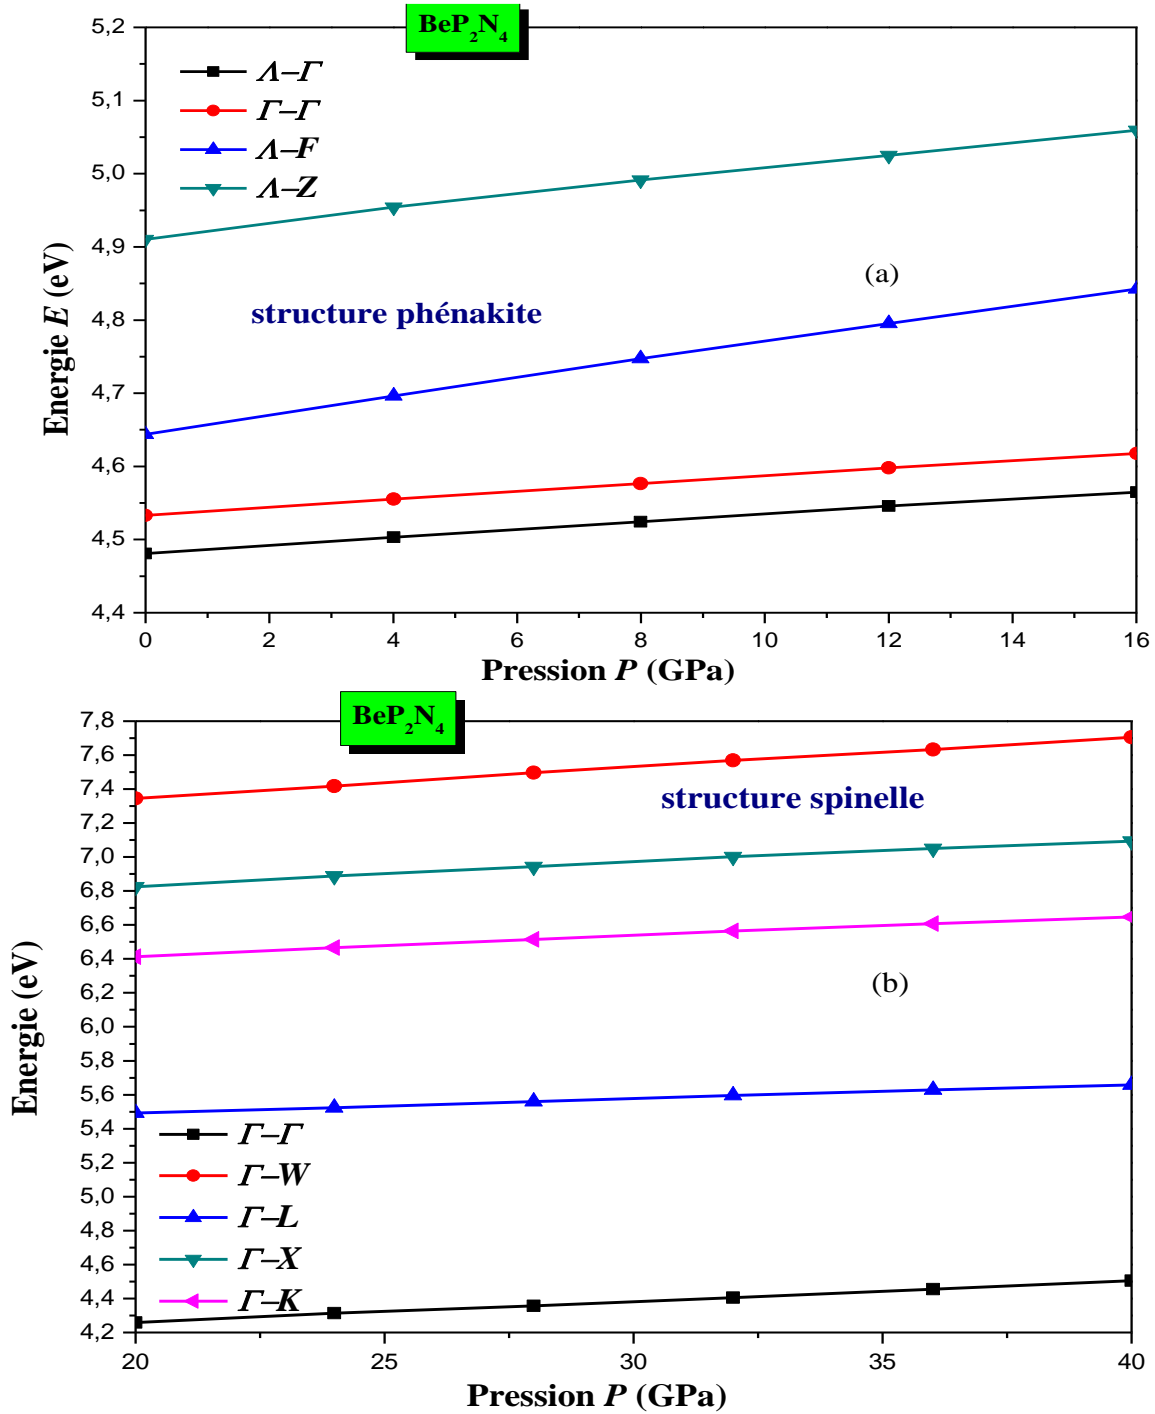 BeP₂N₄
5,2
5,1
5,0
4,9
4,8
4,7
4,6
4,5
4,4
Energie E (eV)
Λ–Γ
Γ–Γ
Λ–F
Λ–Z
(a)
structure phénakite
0 2 4 6 8 10 12 14 16
Pression P (GPa)
BeP₂N₄
7,8
7,6
7,4
7,2
7,0
6,8
6,6
6,4
6,2
6,0
5,8
5,6
5,4
5,2
5,0
4,8
4,6
4,4
4,2
Energie (eV)
structure spinelle
(b)
Γ–Γ
Γ–W
Γ–L
Γ–X
Γ–K
20 25 30 35 40
Pression P (GPa)